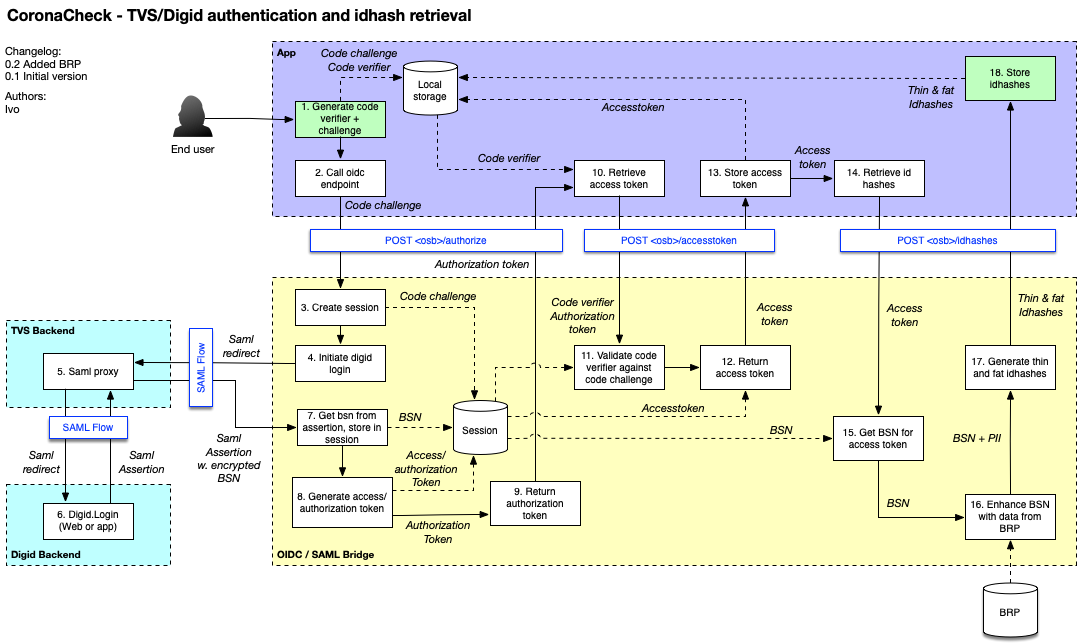 CoronaCheck - TVS/Digid authentication and idhash retrieval
Changelog:
0.2 Added BRP
0.1 Initial version
Authors:
Ivo
End user
App
Code challenge
Code verifier
Local
storage
1. Generate code
verifier +
challenge
2. Call oidc
endpoint
Code challenge
Code verifier
10. Retrieve
access token
Accesstoken
13. Store access
token
Access
token
14. Retrieve id
hashes
Thin & fat
Idhashes
18. Store
idhashes
POST <osb>/authorize
POST <osb>/accesstoken
POST <osb>/idhashes
Authorization token
3. Create session
Code challenge
Code verifier
Authorization
token
Access
token
Access
token
Thin & fat
Idhashes
TVS Backend
5. Saml proxy
SAML Flow
Saml
redirect
4. Initiate digid
login
11. Validate code
verifier against
code challenge
12. Return
access token
17. Generate thin
and fat idhashes
SAML Flow
Saml
redirect
Saml
Assertion
Saml
Assertion
w. encrypted
BSN
7. Get bsn from
assertion, store in
session
BSN
Session
Accesstoken
BSN
15. Get BSN for
access token
BSN + PII
Access/
authorization
Token
8. Generate access/
authorization token
Authorization
Token
9. Return
authorization
token
BSN
16. Enhance BSN
with data from
BRP
6. Digid.Login
(Web or app)
Digid Backend
OIDC / SAML Bridge
BRP